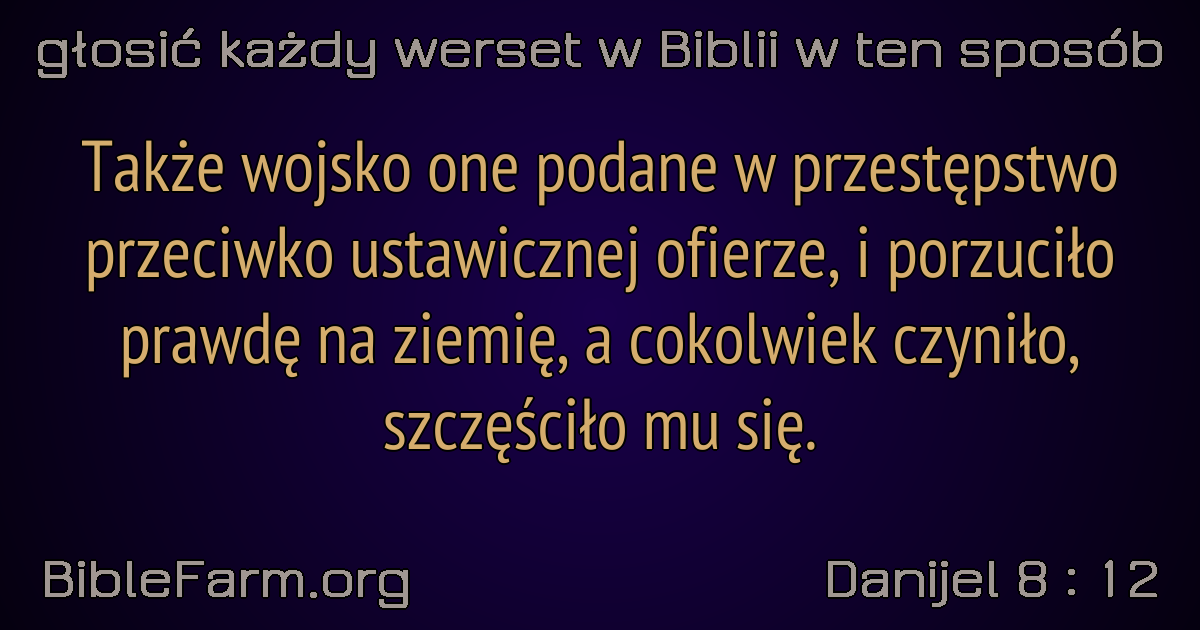 głosić każdy werset w Biblii w ten sposób
Także wojsko one podane w przestępstwo
przeciwko ustawicznej ofierze, i porzuciło
prawdę na ziemię, a cokolwiek czyniło,
szczęściło mu się.
BibleFarm.org
Danijel 8 : 12